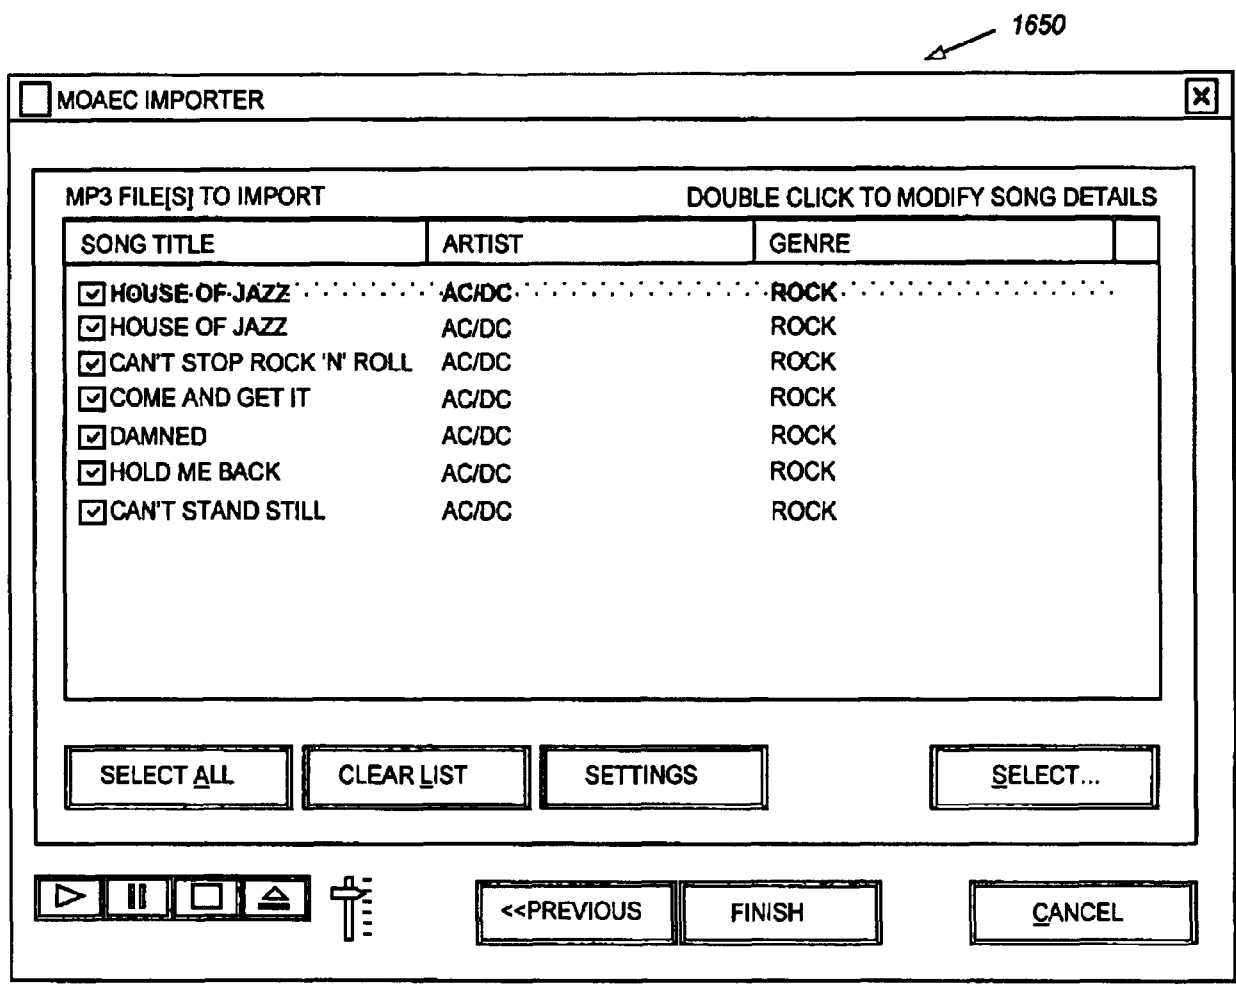 1650
MOAEC IMPORTER
MP3 FILE[S] TO IMPORT DOUBLE CLICK TO MODIFY SONG DETAILS
SONG TITLE ARTIST GENRE
HOUSE OF JAZZ AC/DC ROCK
HOUSE OF JAZZ AC/DC ROCK
CAN'T STOP ROCK 'N' ROLL AC/DC ROCK
COME AND GET IT AC/DC ROCK
DAMNED AC/DC ROCK
HOLD ME BACK AC/DC ROCK
CAN'T STAND STILL AC/DC ROCK
SELECT ALL CLEAR LIST SETTINGS SELECT...
<<PREVIOUS FINISH CANCEL